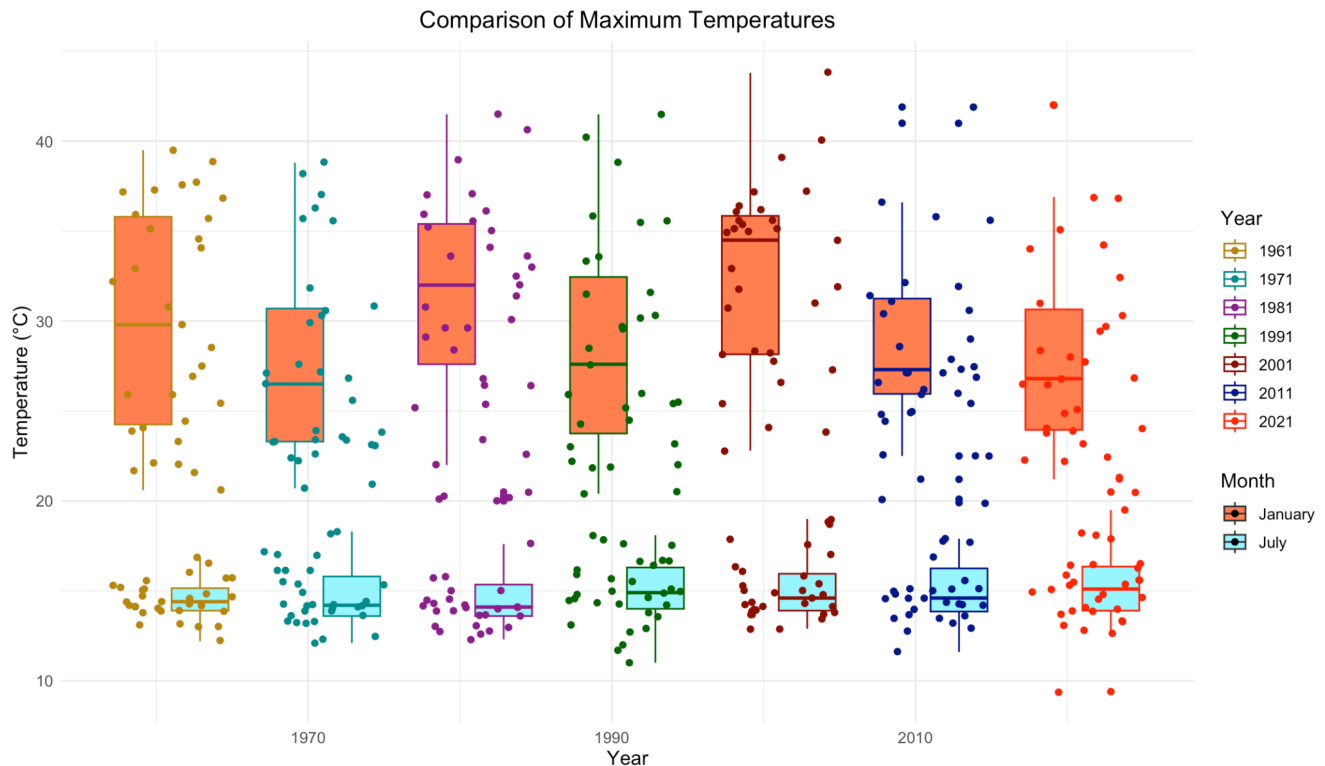 Comparison of Maximum Temperatures
Temperature (°C)
40
30
20
10
1970
1990
2010
Year
Year
1961
1971
1981
1991
2001
2011
2021
Month
January
July